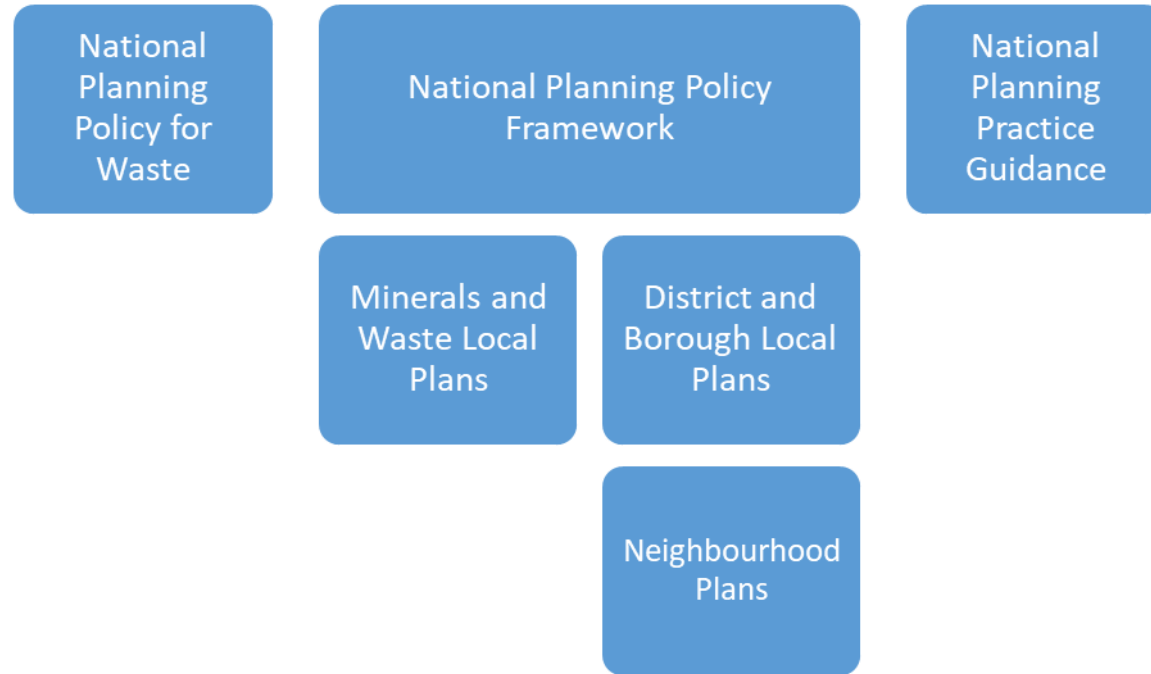 National
Planning
Policy for
Waste
National Planning Policy
Framework
National
Planning
Practice
Guidance
Minerals and
Waste Local
Plans
District and
Borough Local
Plans
Neighbourhood
Plans